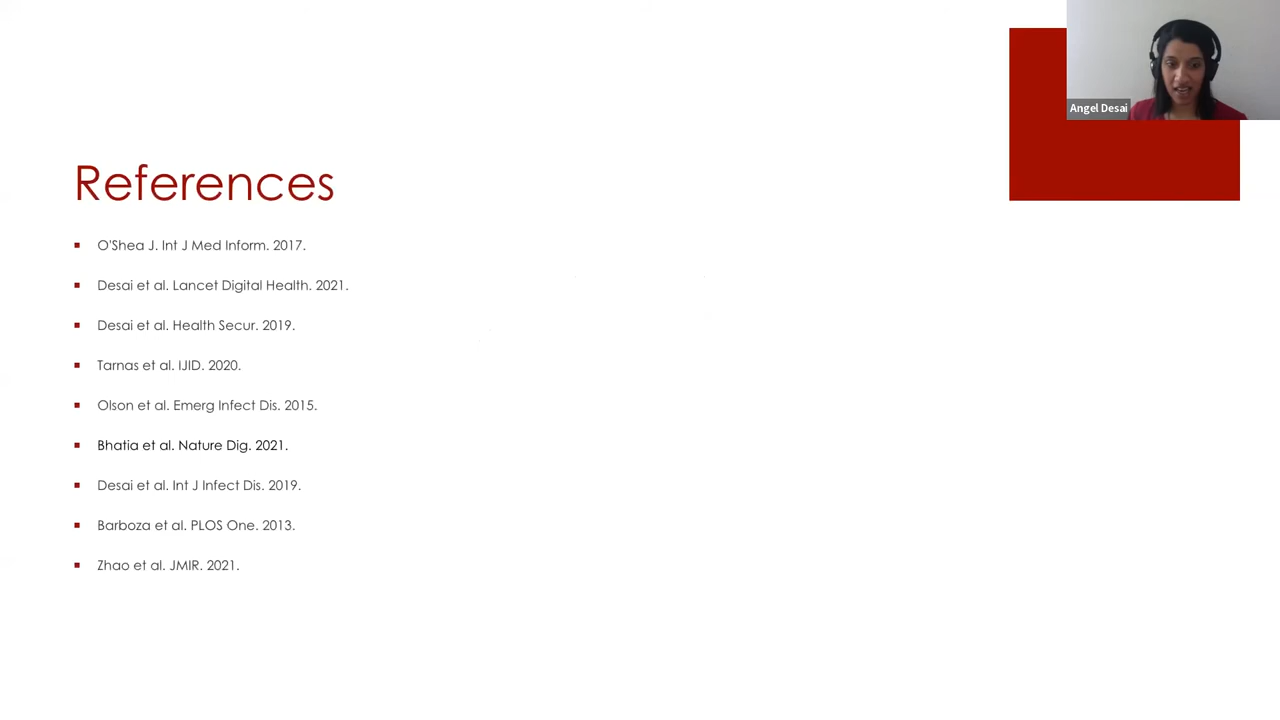 Angel Desai
References
O'Shea J. Int J Med Inform. 2017.
Desai et al. Lancet Digital Health. 2021.
Desai et al. Health Secur. 2019.
Tarnas et al. IJID. 2020.
Olson et al. Emerg Infect Dis. 2015.
Bhatia et al. Nature Dig. 2021.
Desai et al. Int J Infect Dis. 2019.
Barboza et al. PLOS One. 2013.
Zhao et al. JMIR. 2021.